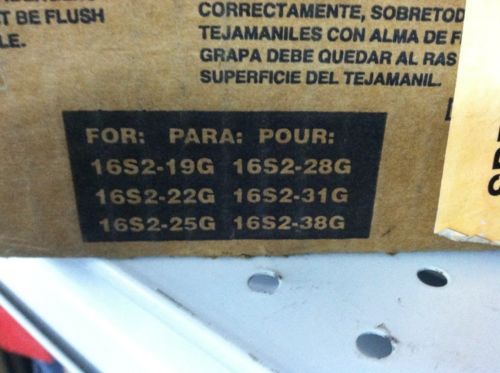 T BE FLUSH
LE.
CORRECTAMENTE, SOBRETOD
TEJAMANILES CON ALMA DE F
GRAPA DEBE QUEDAR AL RAS
SUPERFICIE DEL TEJAMANIL.
FOR: PARA: POUR:
16S2-19G 16S2-28G
16S2-22G 16S2-31G
16S2-25G 16S2-38G